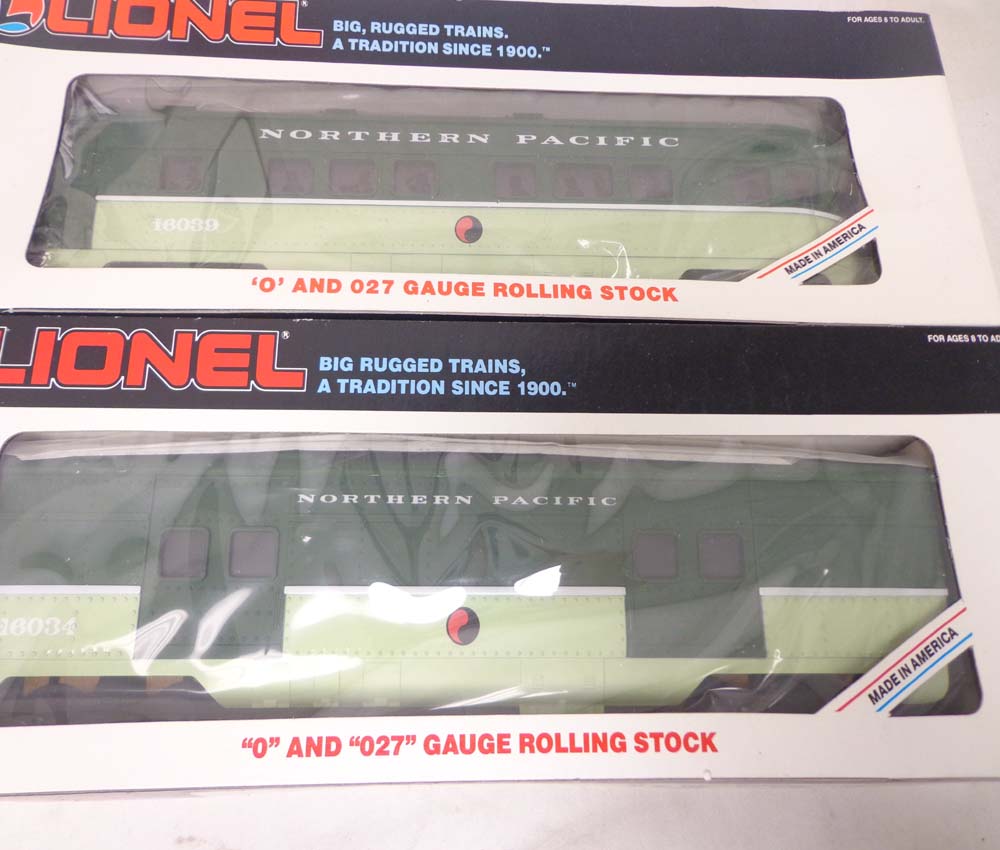 LIONEL®
BIG, RUGGED TRAINS.
A TRADITION SINCE 1900.™
FOR AGES 8 TO ADULT.
NORTHERN PACIFIC
16039
MADE IN AMERICA
'O' AND 027 GAUGE ROLLING STOCK
LIONEL®
BIG RUGGED TRAINS,
A TRADITION SINCE 1900.™
FOR AGES 8 TO AD
NORTHERN PACIFIC
16034
MADE IN AMERICA
"O" AND "027" GAUGE ROLLING STOCK